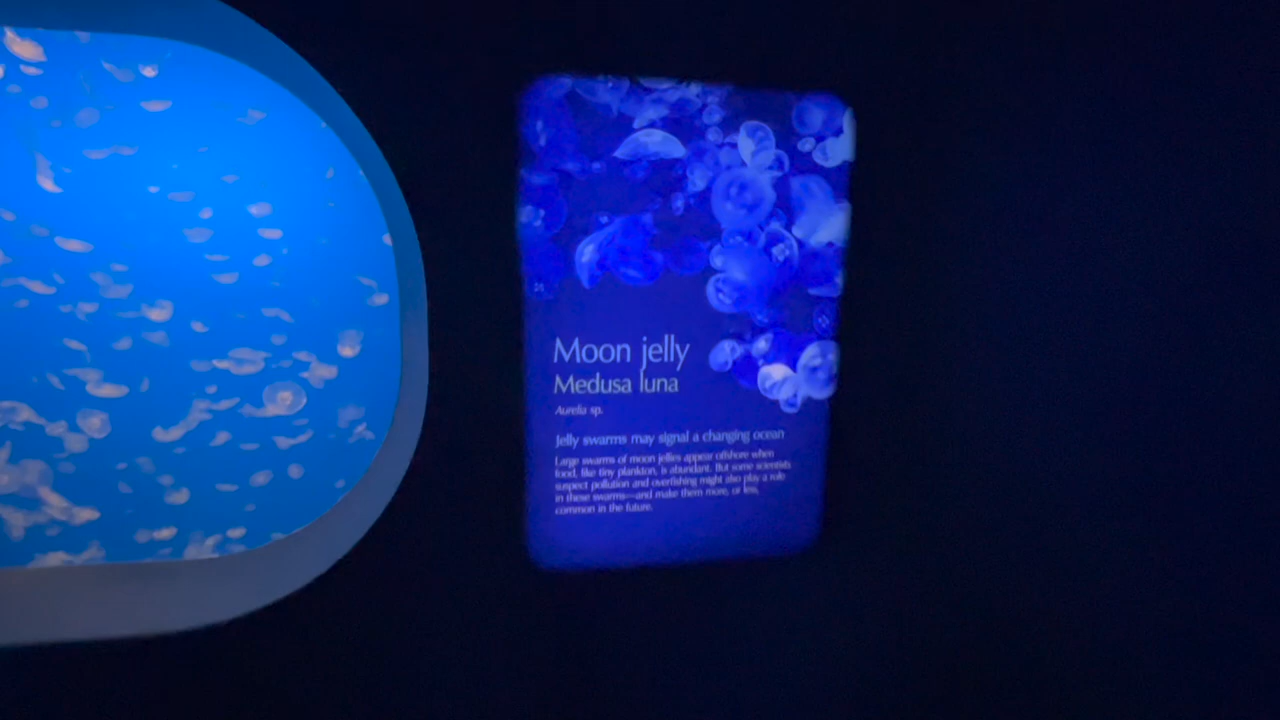 Moon jelly
Medusa luna
Aurelia sp.
Jelly swarms may signal a changing ocean
Large swarms of moon jellies appear offshore when
food, like tiny plankton, is abundant. But some scientists
suspect pollution and overfishing might also play a role
in these swarms—and make them more, or less,
common in the future.